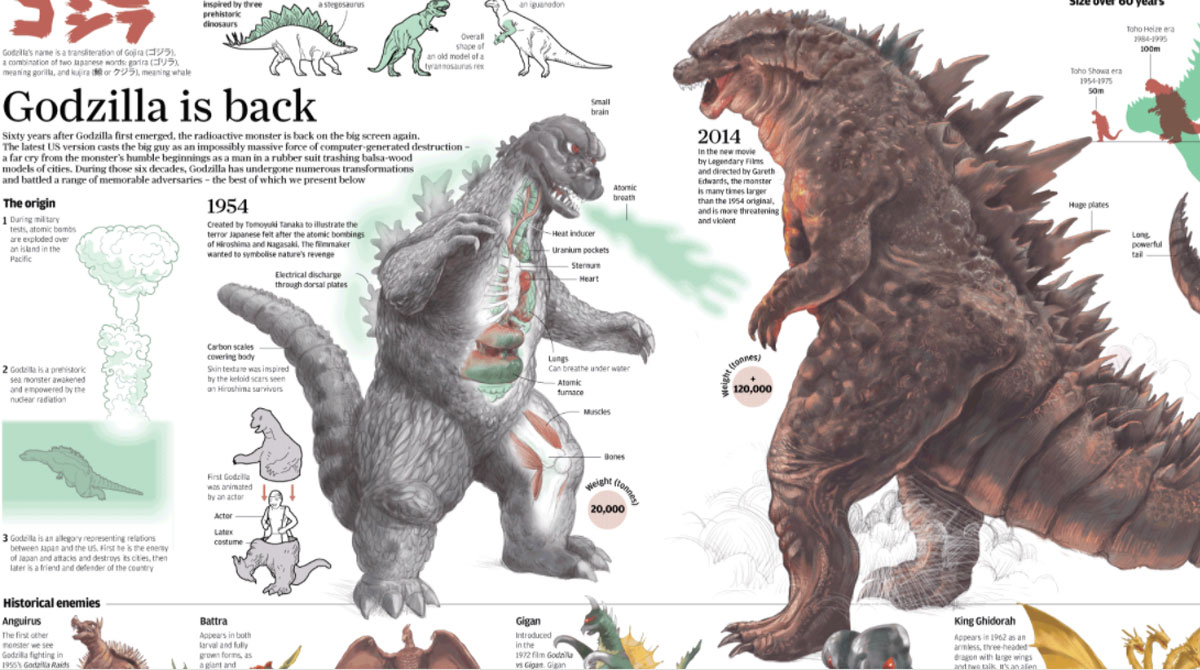 inspired by three
prehistoric
dinosaurs
a stegosaurus
Overall
shape of
an old model of a
tyrannosaurus rex
an iguanodon
Size over 60 years
Toho Heize era
1984-1995
100m
Toho Showa era
1954-1975
50m
ゴジラ
Godzilla's name is a transliteration of Gojira (ゴジラ),
a combination of two Japanese words: gorira (ゴリラ),
meaning gorilla, and kujira (鯨 or クジラ), meaning whale
Godzilla is back
Sixty years after Godzilla first emerged, the radioactive monster is back on the big screen again.
The latest US version casts the big guy as an impossibly massive force of computer-generated destruction –
a far cry from the monster's humble beginnings as a man in a rubber suit trashing balsa-wood
models of cities. During those six decades, Godzilla has undergone numerous transformations
and battled a range of memorable adversaries – the best of which we present below
The origin
1 During military
tests, atomic bombs
are exploded over
an island in the
Pacific
2 Godzilla is a prehistoric
sea monster awakened
and empowered by the
nuclear radiation
3 Godzilla is an allegory representing relations
between Japan and the US. First he is the enemy
of Japan and attacks and destroys its cities, then
later is a friend and defender of the country
1954
Created by Tomoyuki Tanaka to illustrate the
terror Japanese felt after the atomic bombings
of Hiroshima and Nagasaki. The filmmaker
wanted to symbolise nature's revenge
Electrical discharge
through dorsal plates
Carbon scales
covering body
Skin texture was inspired
by the keloid scars seen
on Hiroshima survivors
First Godzilla
was animated
by an actor
Actor
Latex
costume
Small
brain
Atomic
breath
Heat inducer
Uranium pockets
Sternum
Heart
Lungs
Can breathe under water
Atomic
furnace
Muscles
Bones
Weight (tonnes)
20,000
2014
In the new movie
by Legendary Films
and directed by Gareth
Edwards, the monster
is many times larger
than the 1954 original,
and is more threatening
and violent
Weight (tonnes)
+
120,000
Huge plates
Long,
powerful
tail
Historical enemies
Anguirus
The first other
monster we see
Godzilla fighting in
1955's Godzilla Raids
Battra
Appears in both
larval and fully
grown forms, as
a giant and
Gigan
Introduced
in the
1972 film Godzilla
vs Gigan. Gigan
King Ghidorah
Appears in 1962 as an
armless, three-headed
dragon with large wings
and two tails. It's an alien